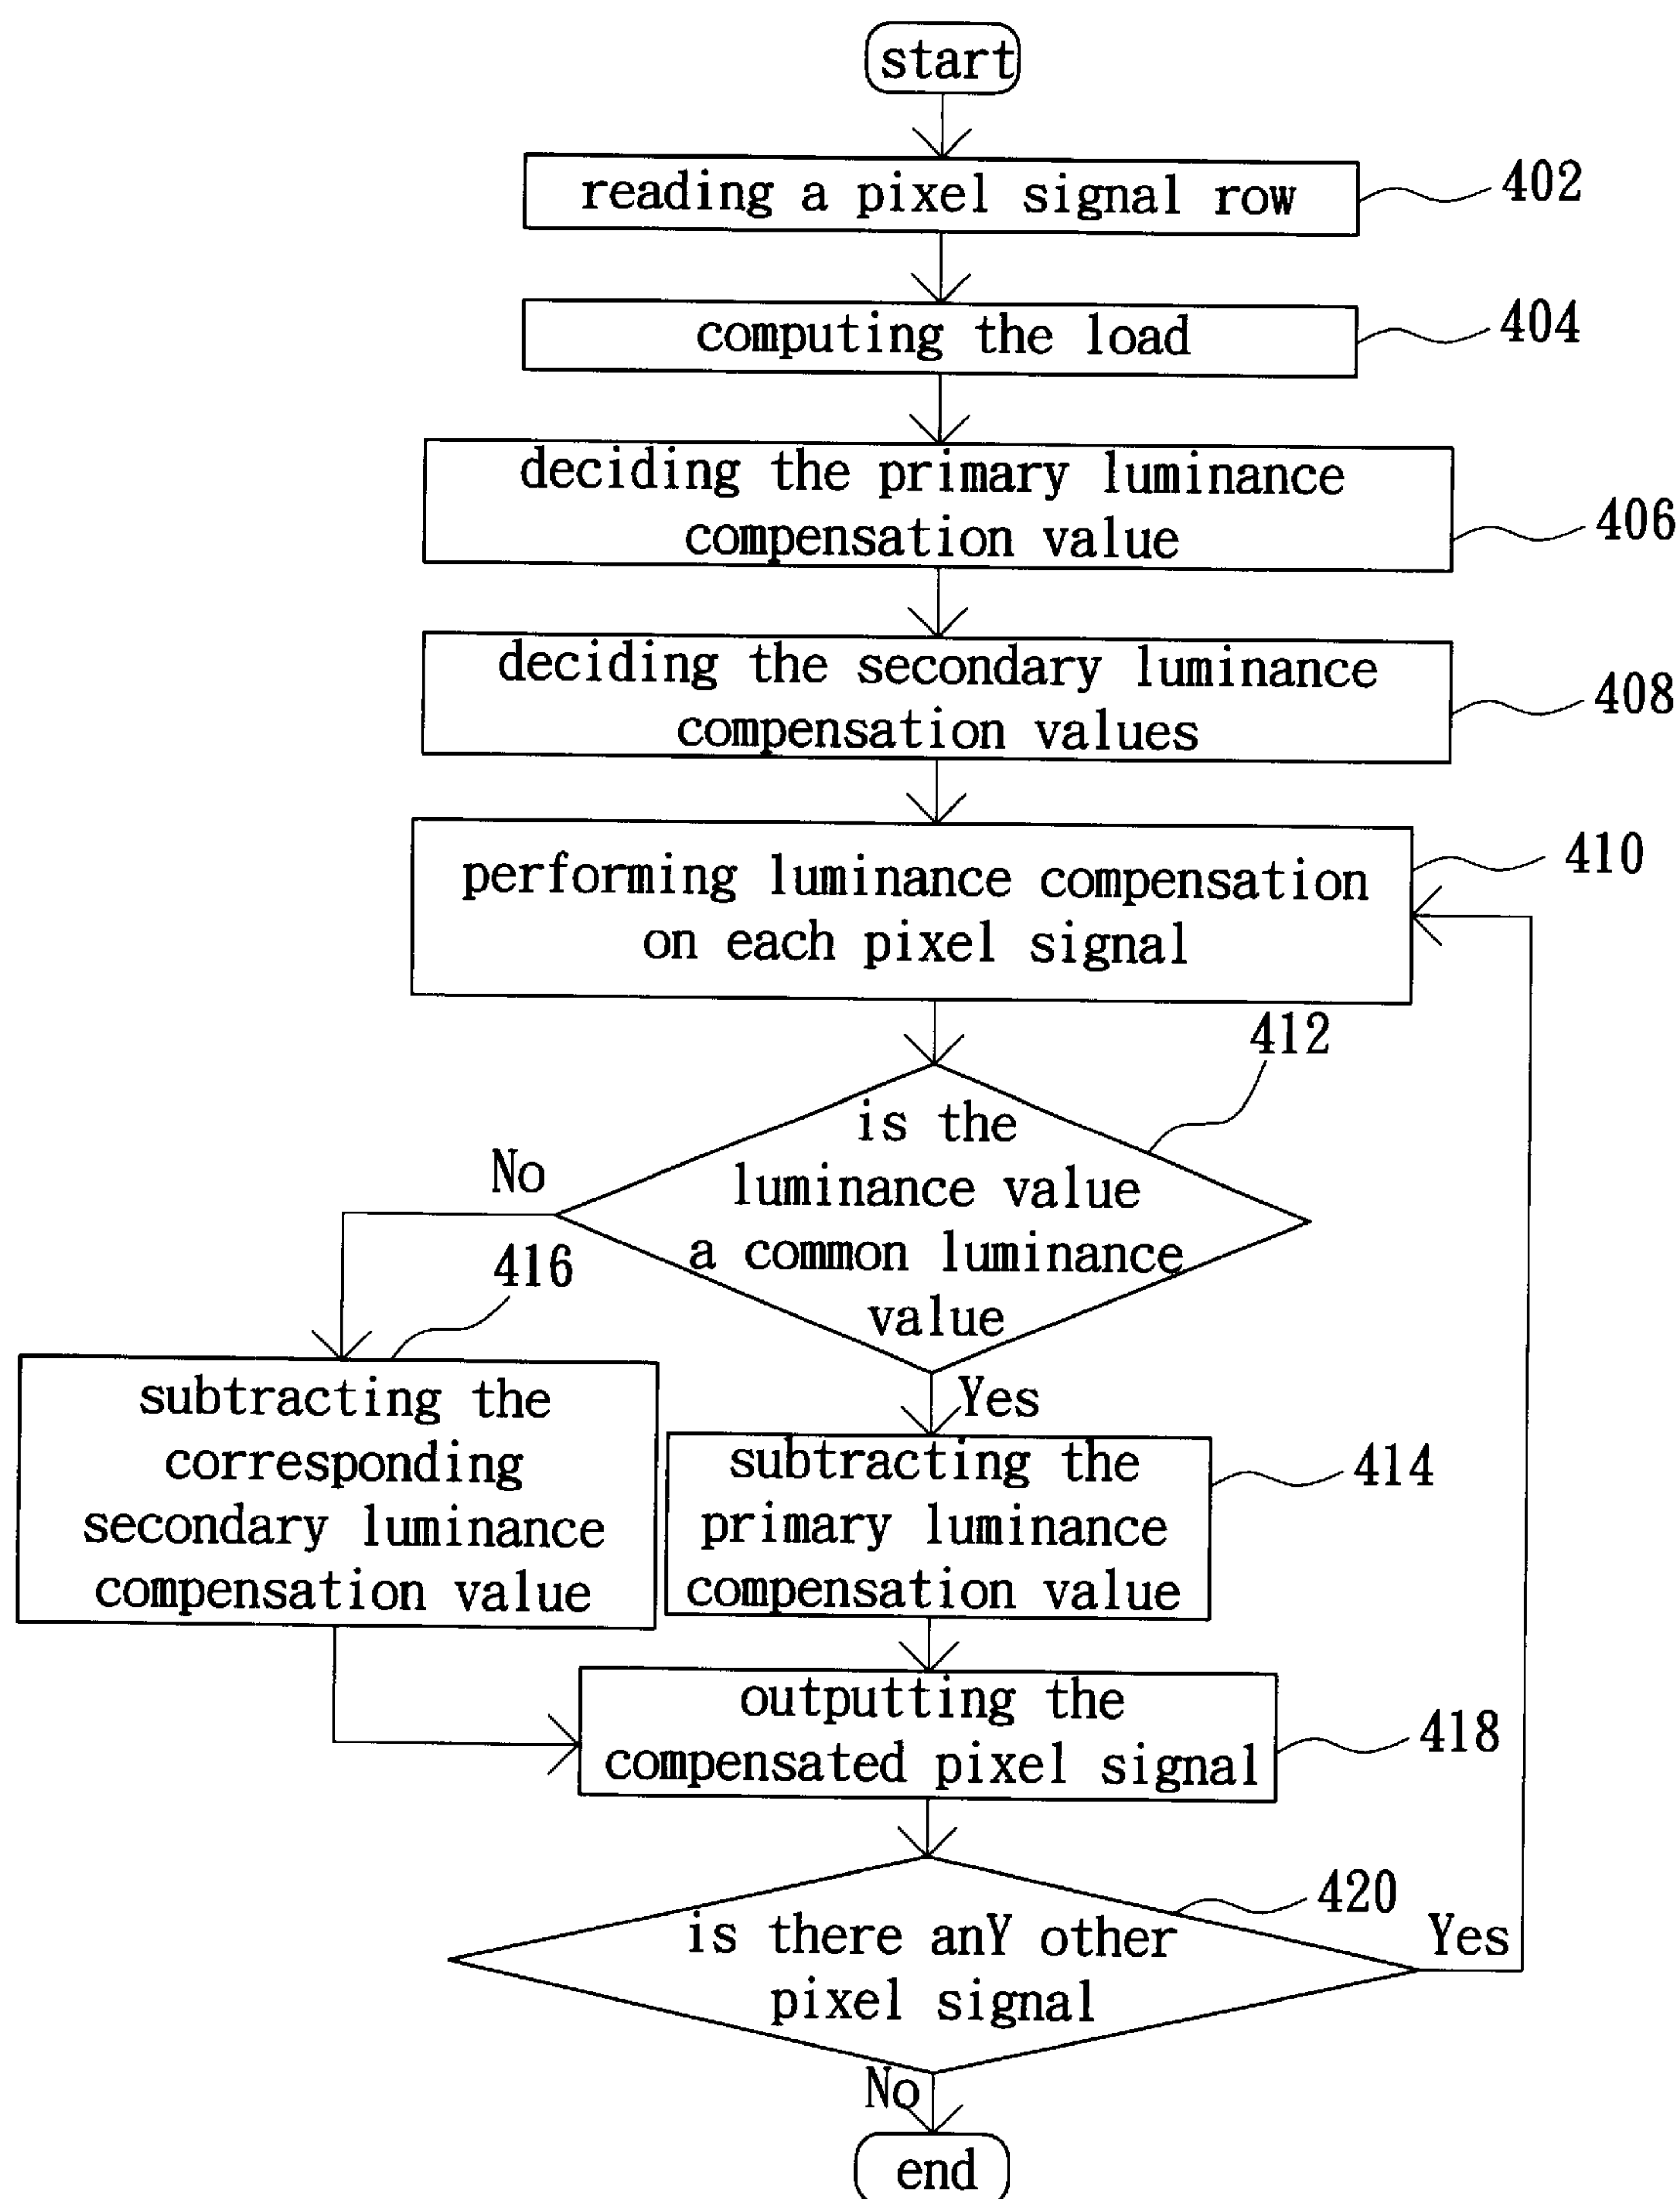 start
reading a pixel signal row
402
computing the load
404
deciding the primary luminance
compensation value
406
deciding the secondary luminance
compensation values
408
performing luminance compensation
on each pixel signal
410
412
is the
luminance value
a common luminance
value
No
416
Yes
subtracting the
corresponding
secondary luminance
compensation value
subtracting the
primary luminance
compensation value
414
outputting the
compensated pixel signal
418
420
is there anY other
pixel signal
Yes
No
end